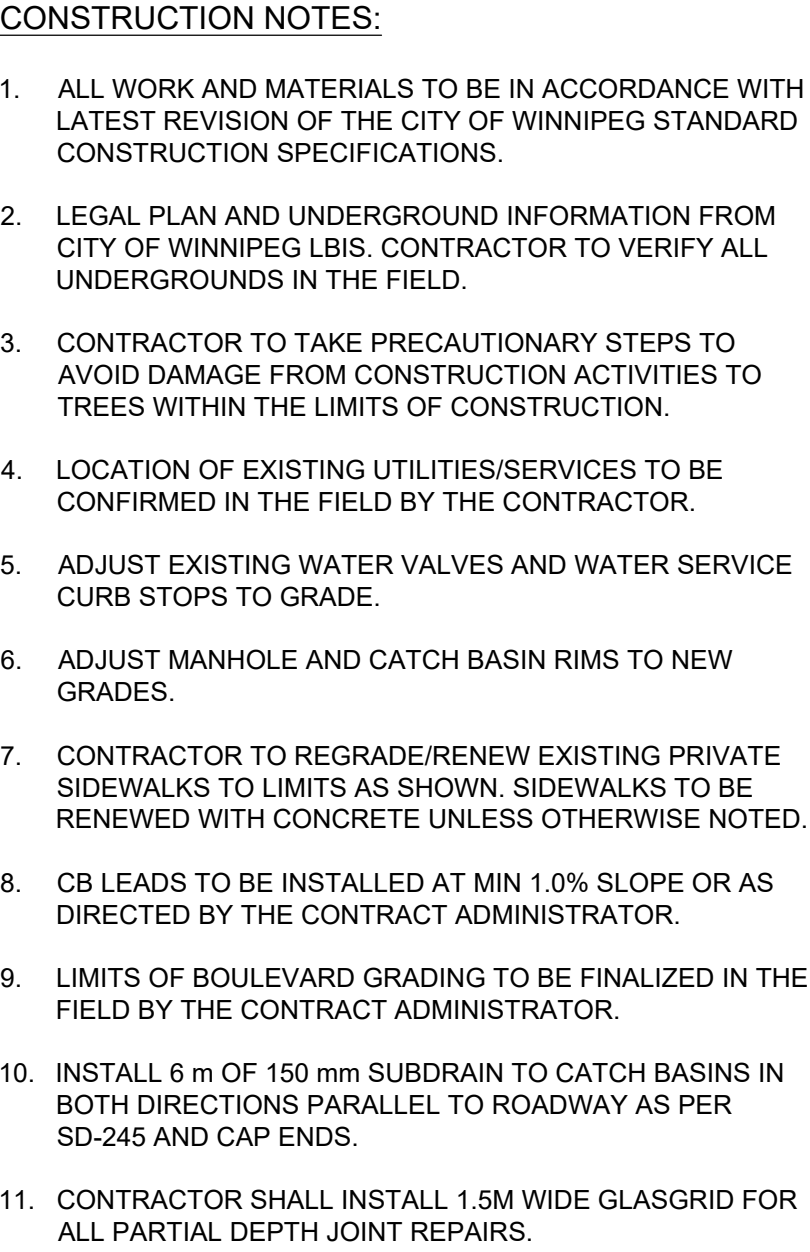 CONSTRUCTION NOTES:
1. ALL WORK AND MATERIALS TO BE IN ACCORDANCE WITH
LATEST REVISION OF THE CITY OF WINNIPEG STANDARD
CONSTRUCTION SPECIFICATIONS.
2. LEGAL PLAN AND UNDERGROUND INFORMATION FROM
CITY OF WINNIPEG LBIS. CONTRACTOR TO VERIFY ALL
UNDERGROUNDS IN THE FIELD.
3. CONTRACTOR TO TAKE PRECAUTIONARY STEPS TO
AVOID DAMAGE FROM CONSTRUCTION ACTIVITIES TO
TREES WITHIN THE LIMITS OF CONSTRUCTION.
4. LOCATION OF EXISTING UTILITIES/SERVICES TO BE
CONFIRMED IN THE FIELD BY THE CONTRACTOR.
5. ADJUST EXISTING WATER VALVES AND WATER SERVICE
CURB STOPS TO GRADE.
6. ADJUST MANHOLE AND CATCH BASIN RIMS TO NEW
GRADES.
7. CONTRACTOR TO REGRADE/RENEW EXISTING PRIVATE
SIDEWALKS TO LIMITS AS SHOWN. SIDEWALKS TO BE
RENEWED WITH CONCRETE UNLESS OTHERWISE NOTED.
8. CB LEADS TO BE INSTALLED AT MIN 1.0% SLOPE OR AS
DIRECTED BY THE CONTRACT ADMINISTRATOR.
9. LIMITS OF BOULEVARD GRADING TO BE FINALIZED IN THE
FIELD BY THE CONTRACT ADMINISTRATOR.
10. INSTALL 6 m OF 150 mm SUBDRAIN TO CATCH BASINS IN
BOTH DIRECTIONS PARALLEL TO ROADWAY AS PER
SD-245 AND CAP ENDS.
11. CONTRACTOR SHALL INSTALL 1.5M WIDE GLASGRID FOR
ALL PARTIAL DEPTH JOINT REPAIRS.